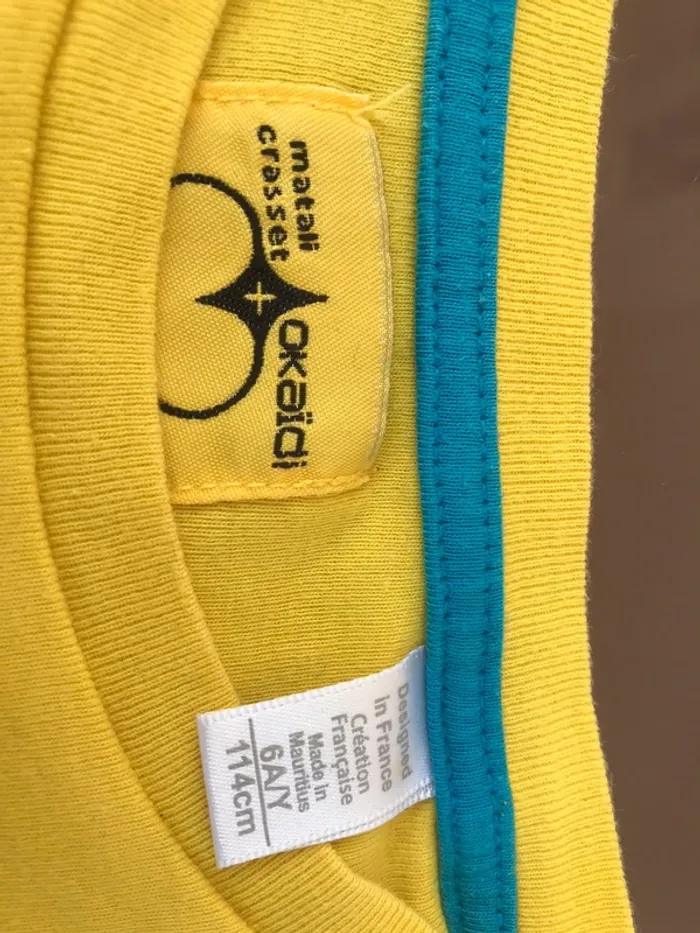 matali
crasset
+
okaïdi
Designed
in France
Création
Française
Made in
Mauritius
6A/Y
114cm